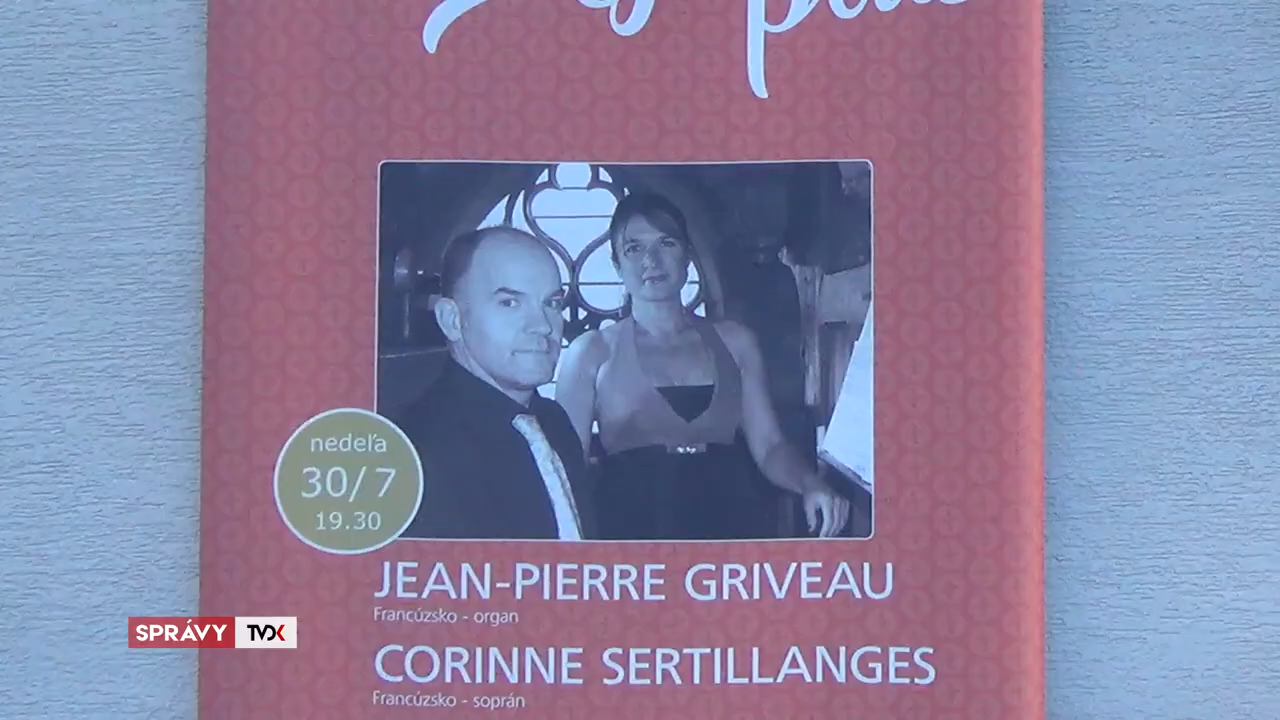 nedeľa
30/7
19.30
JEAN-PIERRE GRIVEAU
Francúzsko - organ
CORINNE SERTILLANGES
Francúzsko - soprán
SPRÁVY TVDK